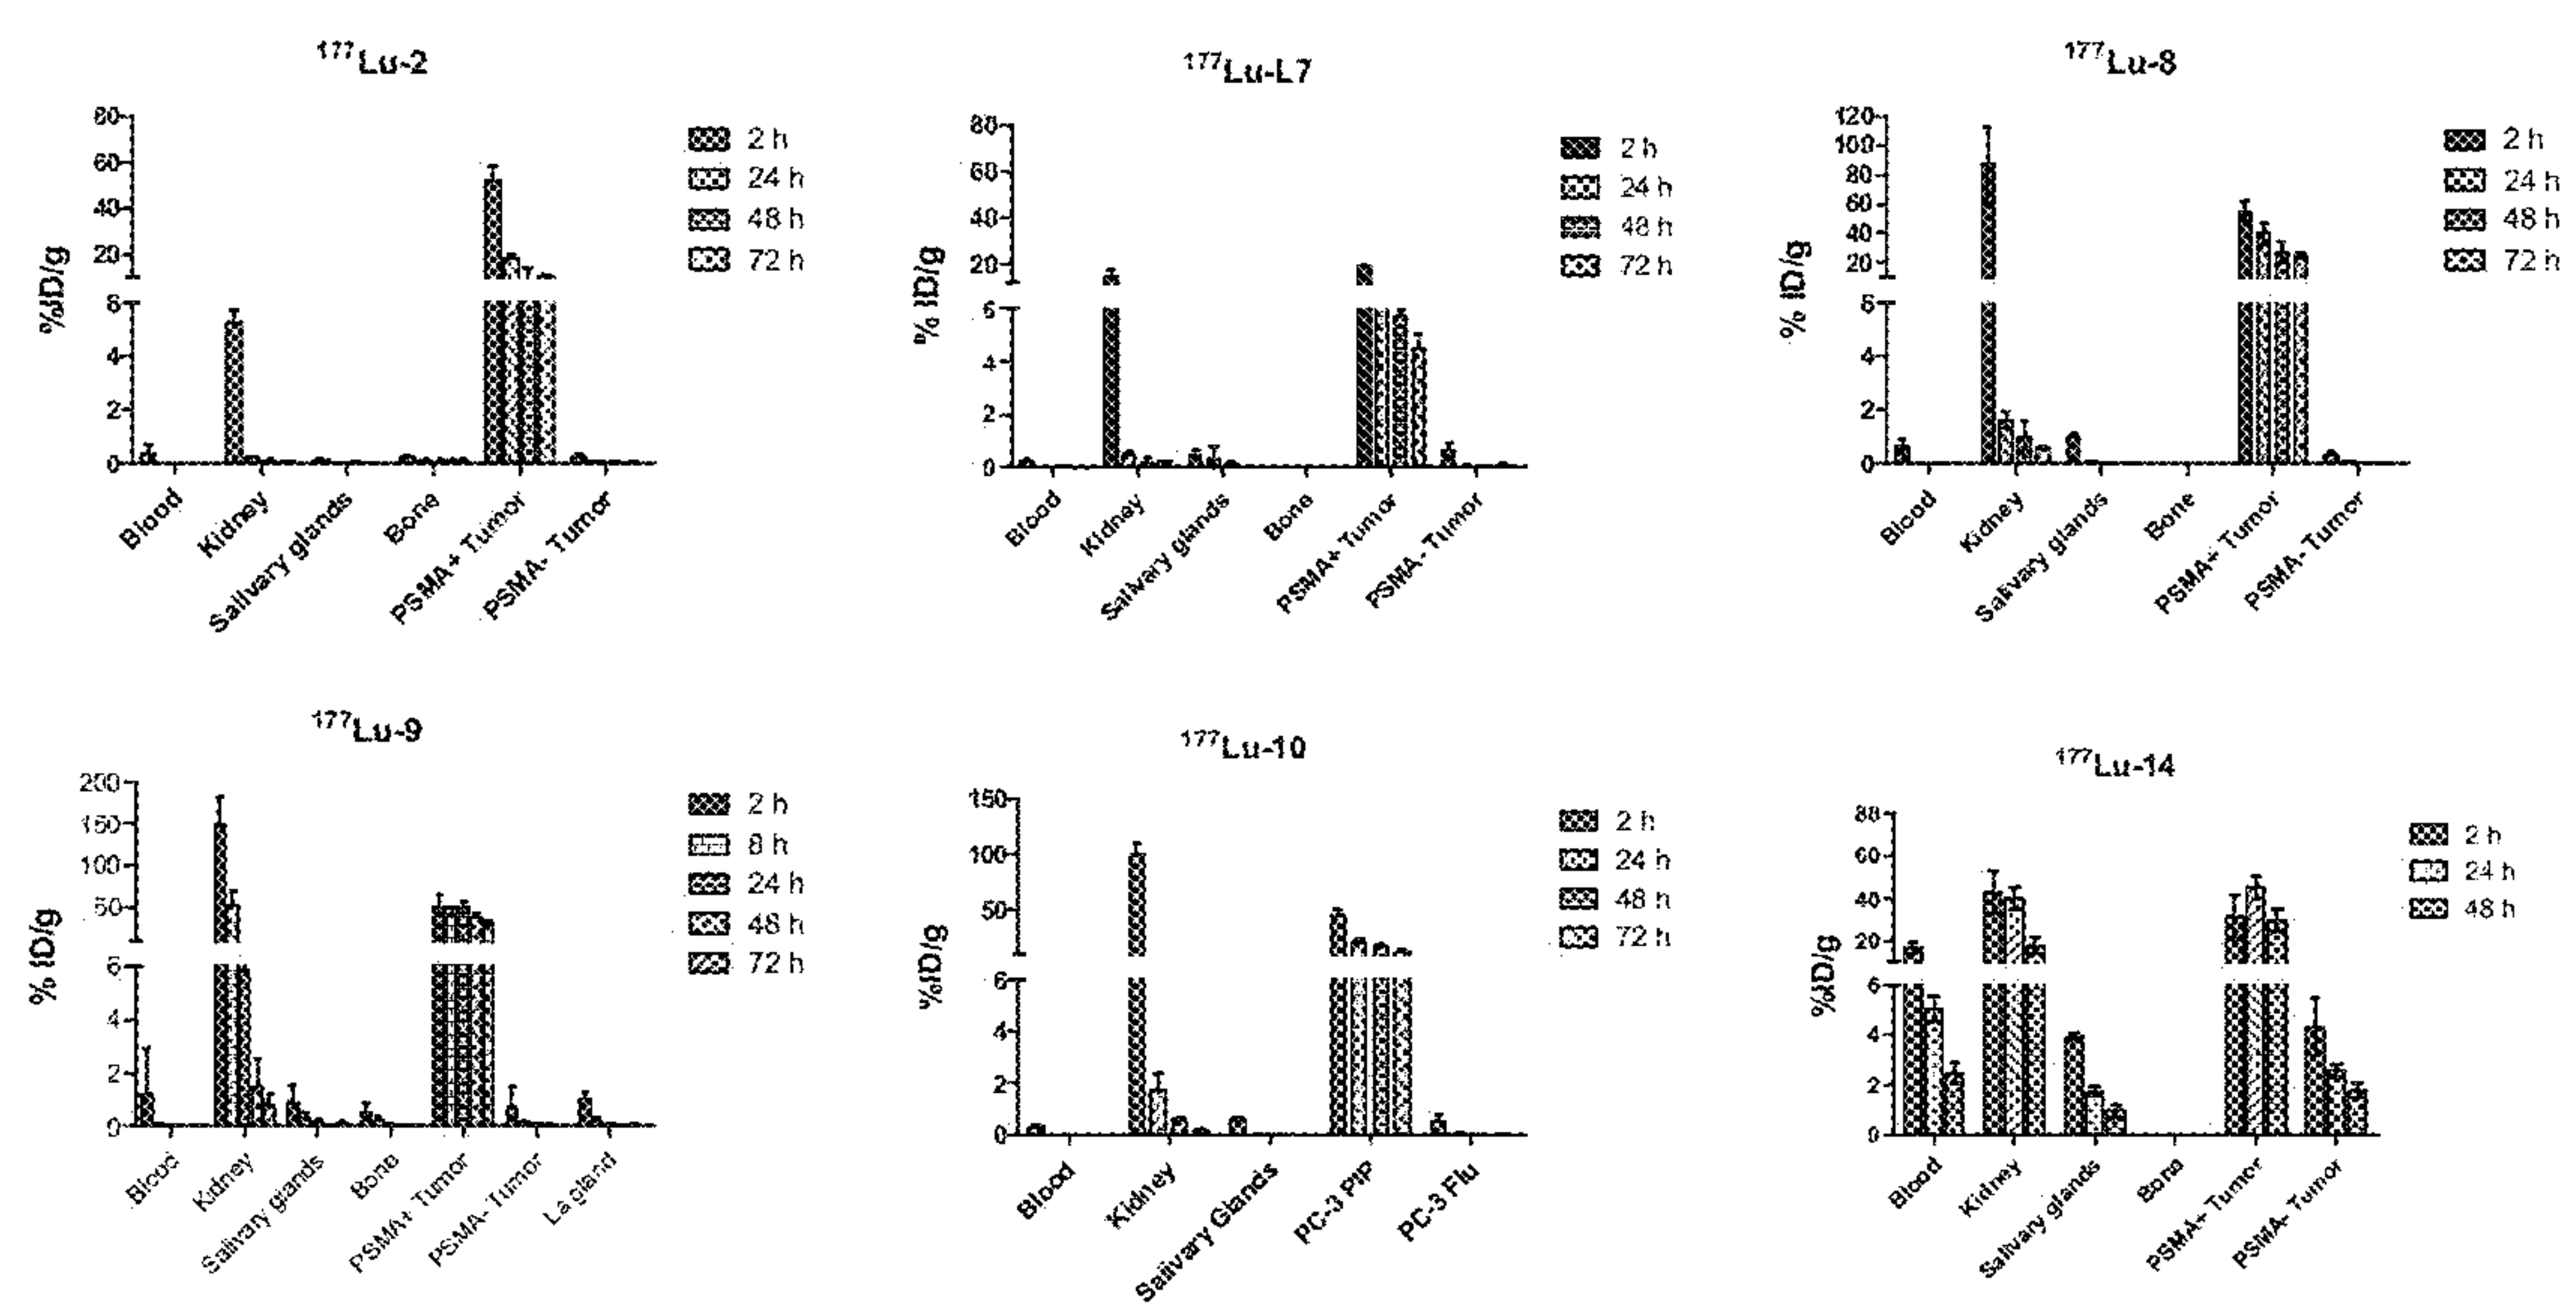 177Lu-2
%ID/g
80
60
40
20
6
4
2
0
Blood
Kidney
Salivary glands
Bone
PSMA+ Tumor
PSMA- Tumor
2 h
24 h
48 h
72 h
177Lu-L7
% ID/g
80
60
40
20
6
4
2
0
Blood
Kidney
Salivary glands
Bone
PSMA+ Tumor
PSMA- Tumor
2 h
24 h
48 h
72 h
177Lu-8
% ID/g
120
100
80
60
40
20
6
4
2
0
Blood
Kidney
Salivary glands
Bone
PSMA+ Tumor
PSMA- Tumor
2 h
24 h
48 h
72 h
177Lu-9
% ID/g
200
150
100
50
6
4
2
0
Blood
Kidney
Salivary glands
Bone
PSMA+ Tumor
PSMA- Tumor
La gland
2 h
8 h
24 h
48 h
72 h
177Lu-10
%ID/g
150
100
50
6
4
2
0
Blood
Kidney
Salivary Glands
PC-3 PIP
PC-3 Flu
2 h
24 h
48 h
72 h
177Lu-14
%ID/g
80
60
40
20
6
4
2
0
Blood
Kidney
Salivary glands
Bone
PSMA+ Tumor
PSMA- Tumor
2 h
24 h
48 h